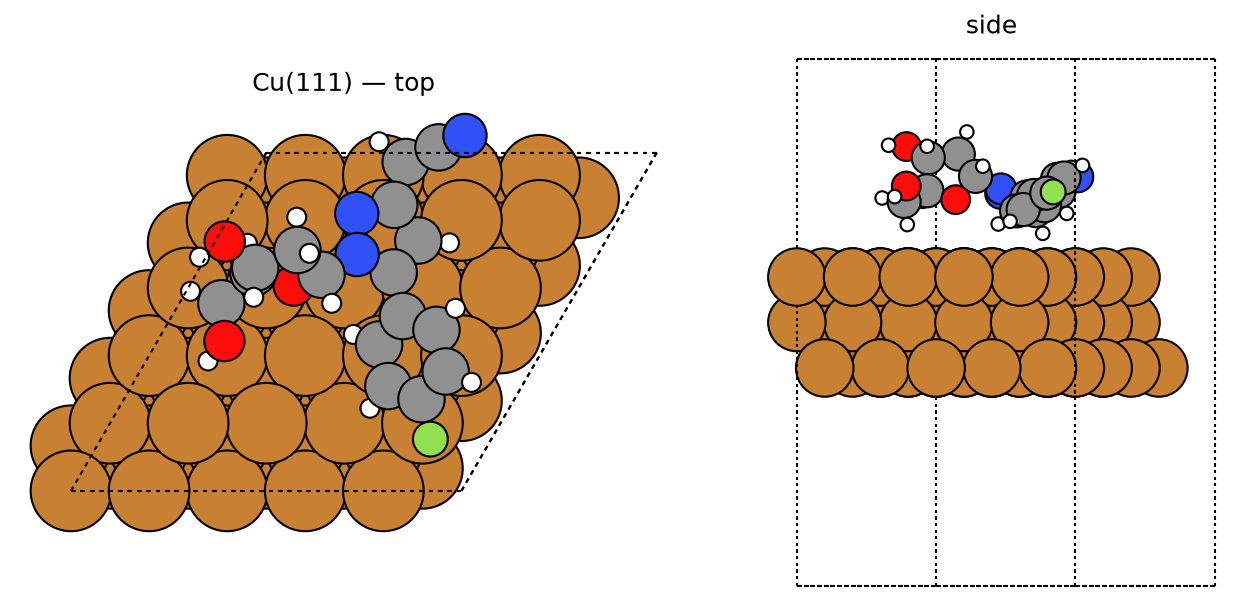 side
Cu(111) — top